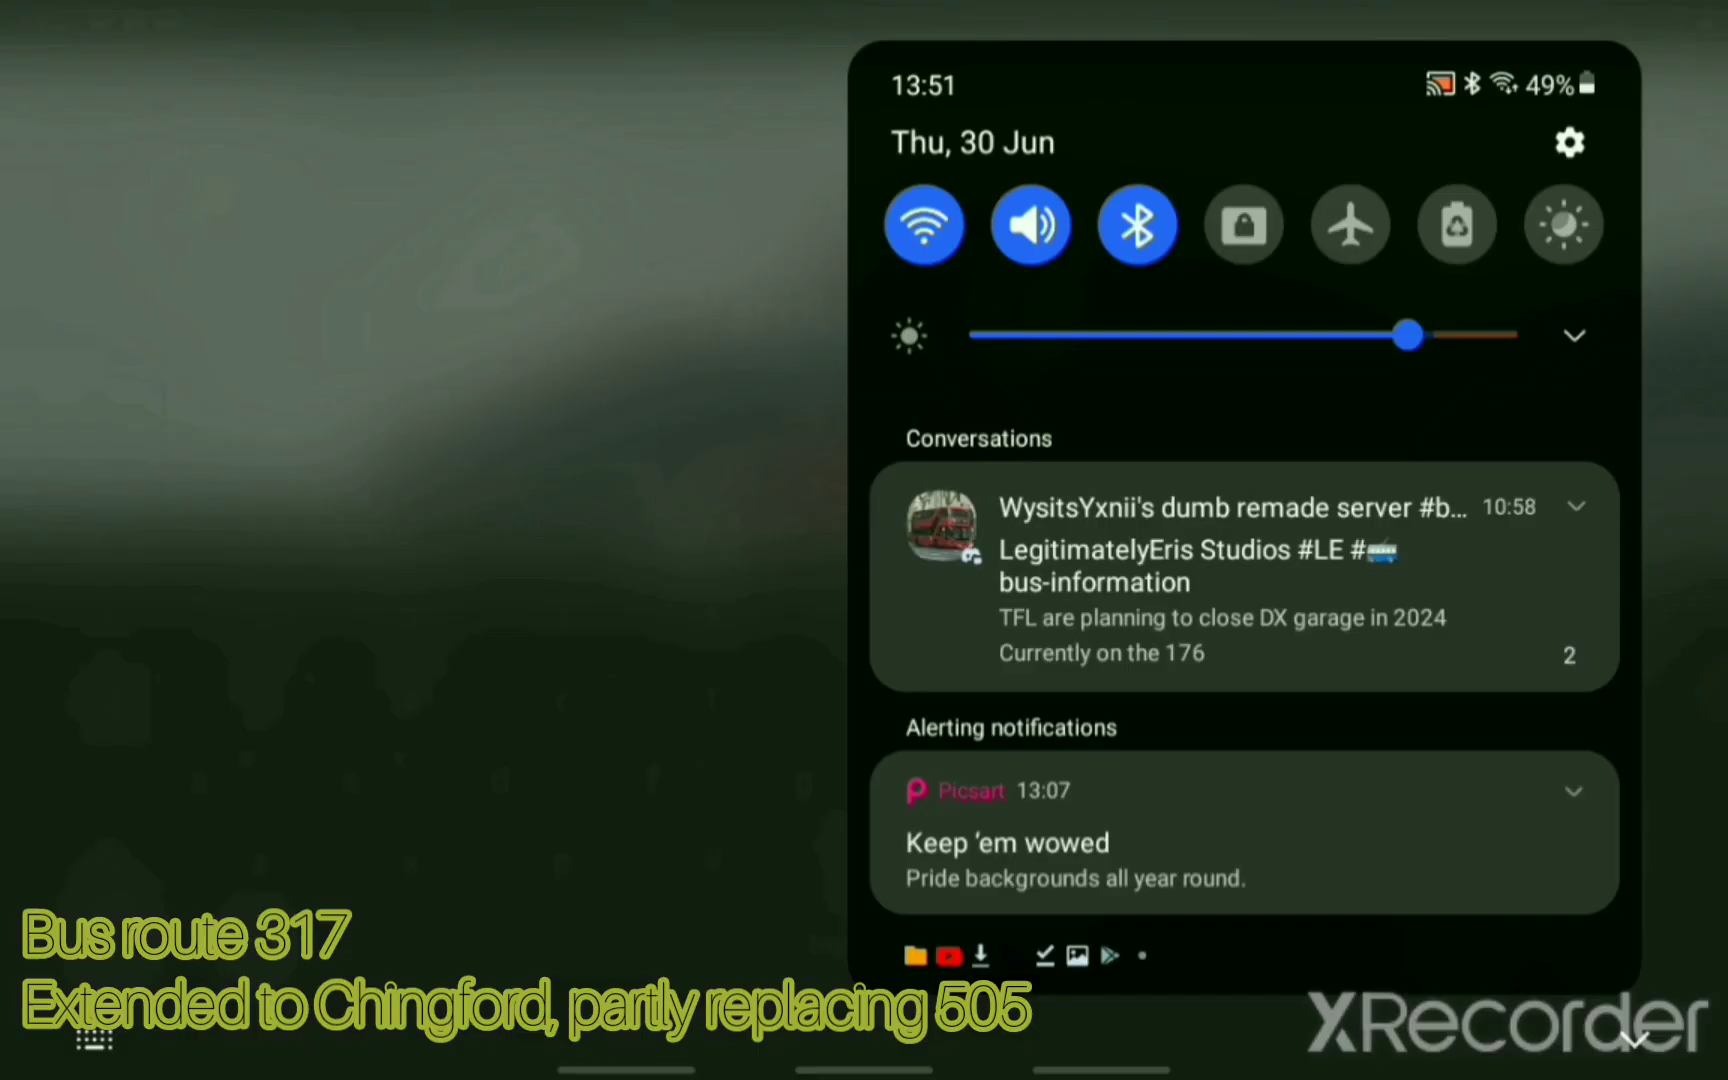 13:51
49%
Thu, 30 Jun
Conversations
WysitsYxnii's dumb remade server #b... 10:58
LegitimatelyEris Studios #LE #🚎
bus-information
TFL are planning to close DX garage in 2024
Currently on the 176
2
Alerting notifications
Picsart 13:07
Keep ‘em wowed
Pride backgrounds all year round.
Bus route 317
Extended to Chingford, partly replacing 505
XRecorder